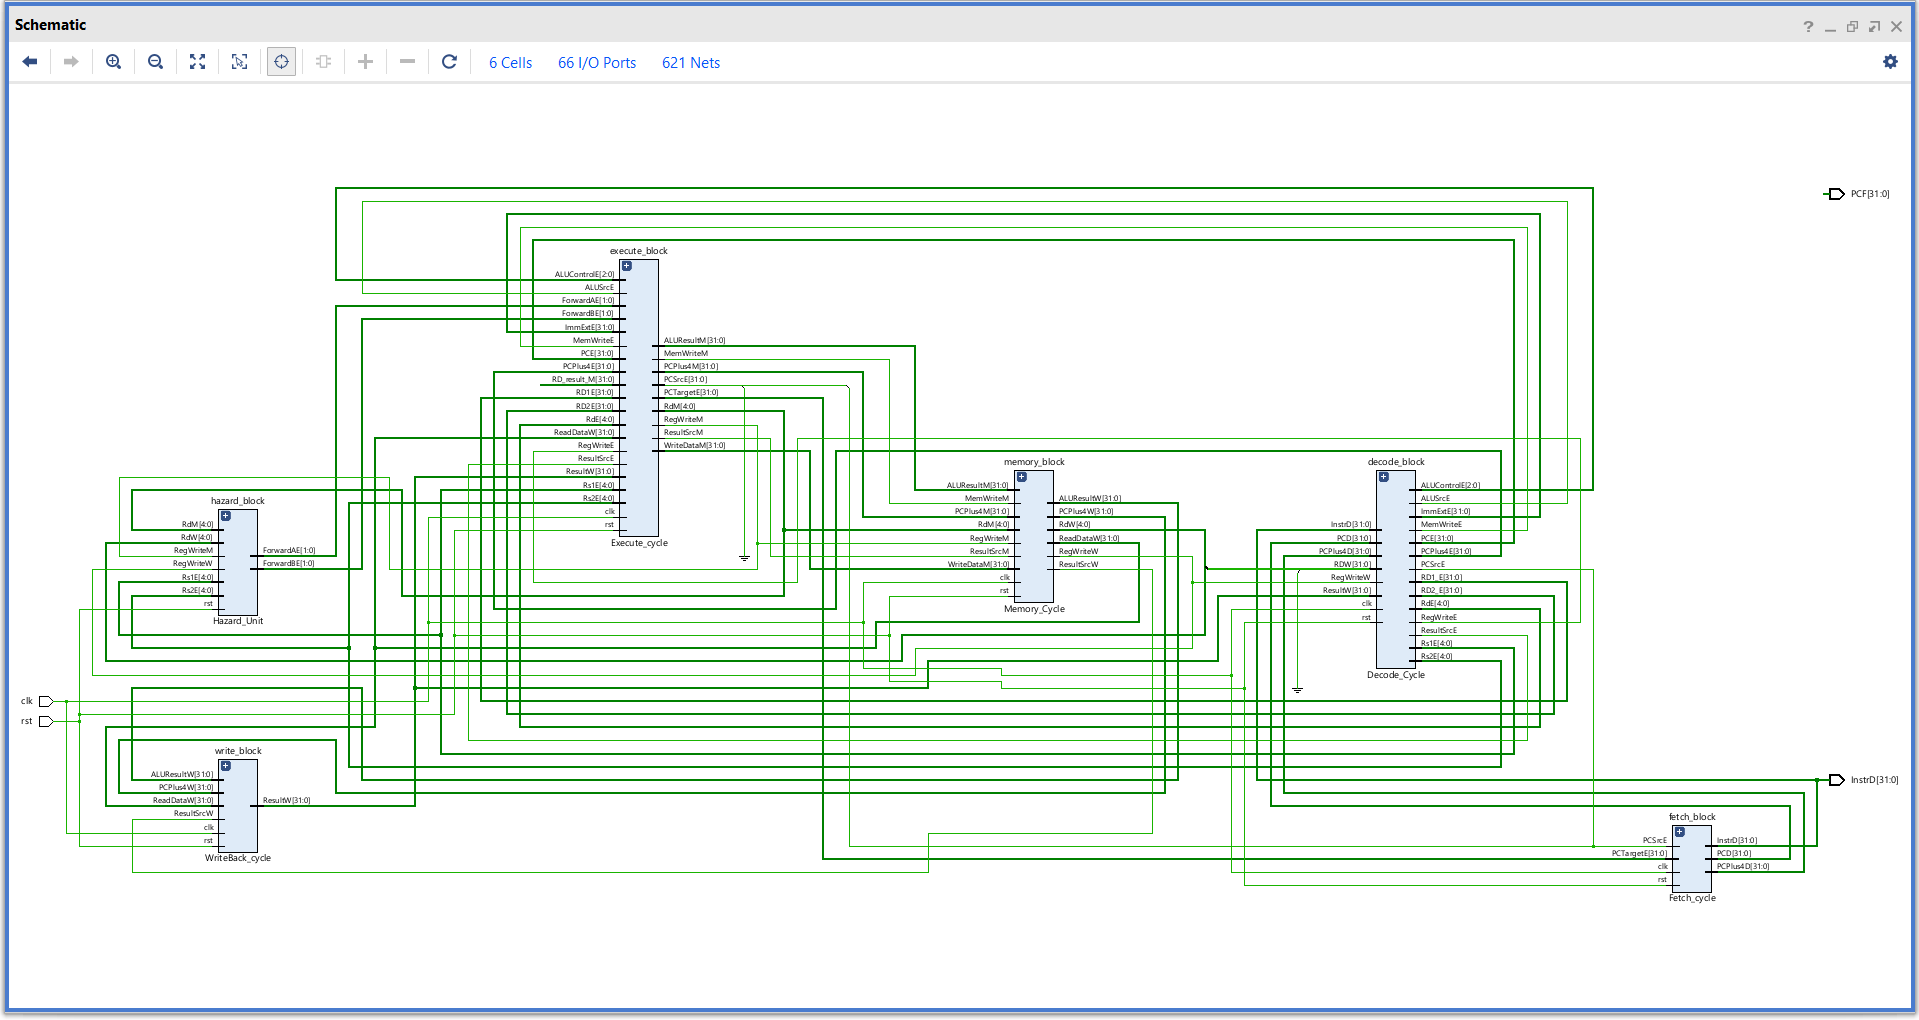 Schematic
6 Cells 66 I/O Ports 621 Nets
PCF[31:0]
execute_block
ALUControlE[2:0]
ALUSrcE
ForwardAE[1:0]
ForwardBE[1:0]
ImmExtE[31:0]
MemWriteE
PCE[31:0]
PCPlus4E[31:0]
RD_result_M[31:0]
RD1E[31:0]
RD2E[31:0]
RdE[4:0]
ReadDataW[31:0]
RegWriteE
ResultSrcE
ResultW[31:0]
Rs1E[4:0]
Rs2E[4:0]
clk
rst
ALUResultM[31:0]
MemWriteM
PCPlus4M[31:0]
PCSrcE[31:0]
PCTargetE[31:0]
RdM[4:0]
RegWriteM
ResultSrcM
WriteDataM[31:0]
Execute_cycle
memory_block
ALUResultM[31:0]
MemWriteM
PCPlus4M[31:0]
RdM[4:0]
RegWriteM
ResultSrcM
WriteDataM[31:0]
clk
rst
ALUResultW[31:0]
PCPlus4W[31:0]
RdW[4:0]
ReadDataW[31:0]
RegWriteW
ResultSrcW
Memory_Cycle
decode_block
InstrD[31:0]
PCD[31:0]
PCPlus4D[31:0]
RDW[31:0]
RegWriteW
ResultW[31:0]
clk
rst
ALUControlE[2:0]
ALUSrcE
ImmExtE[31:0]
MemWriteE
PCE[31:0]
PCPlus4E[31:0]
PCSrcE
RD1_E[31:0]
RD2_E[31:0]
RdE[4:0]
RegWriteE
ResultSrcE
Rs1E[4:0]
Rs2E[4:0]
Decode_Cycle
hazard_block
RdM[4:0]
RdW[4:0]
RegWriteM
RegWriteW
Rs1E[4:0]
Rs2E[4:0]
rst
ForwardAE[1:0]
ForwardBE[1:0]
Hazard_Unit
clk
rst
write_block
ALUResultW[31:0]
PCPlus4W[31:0]
ReadDataW[31:0]
ResultSrcW
clk
rst
ResultW[31:0]
WriteBack_cycle
InstrD[31:0]
fetch_block
PCSrcE
PCTargetE[31:0]
clk
rst
InstrD[31:0]
PCD[31:0]
PCPlus4D[31:0]
Fetch_cycle